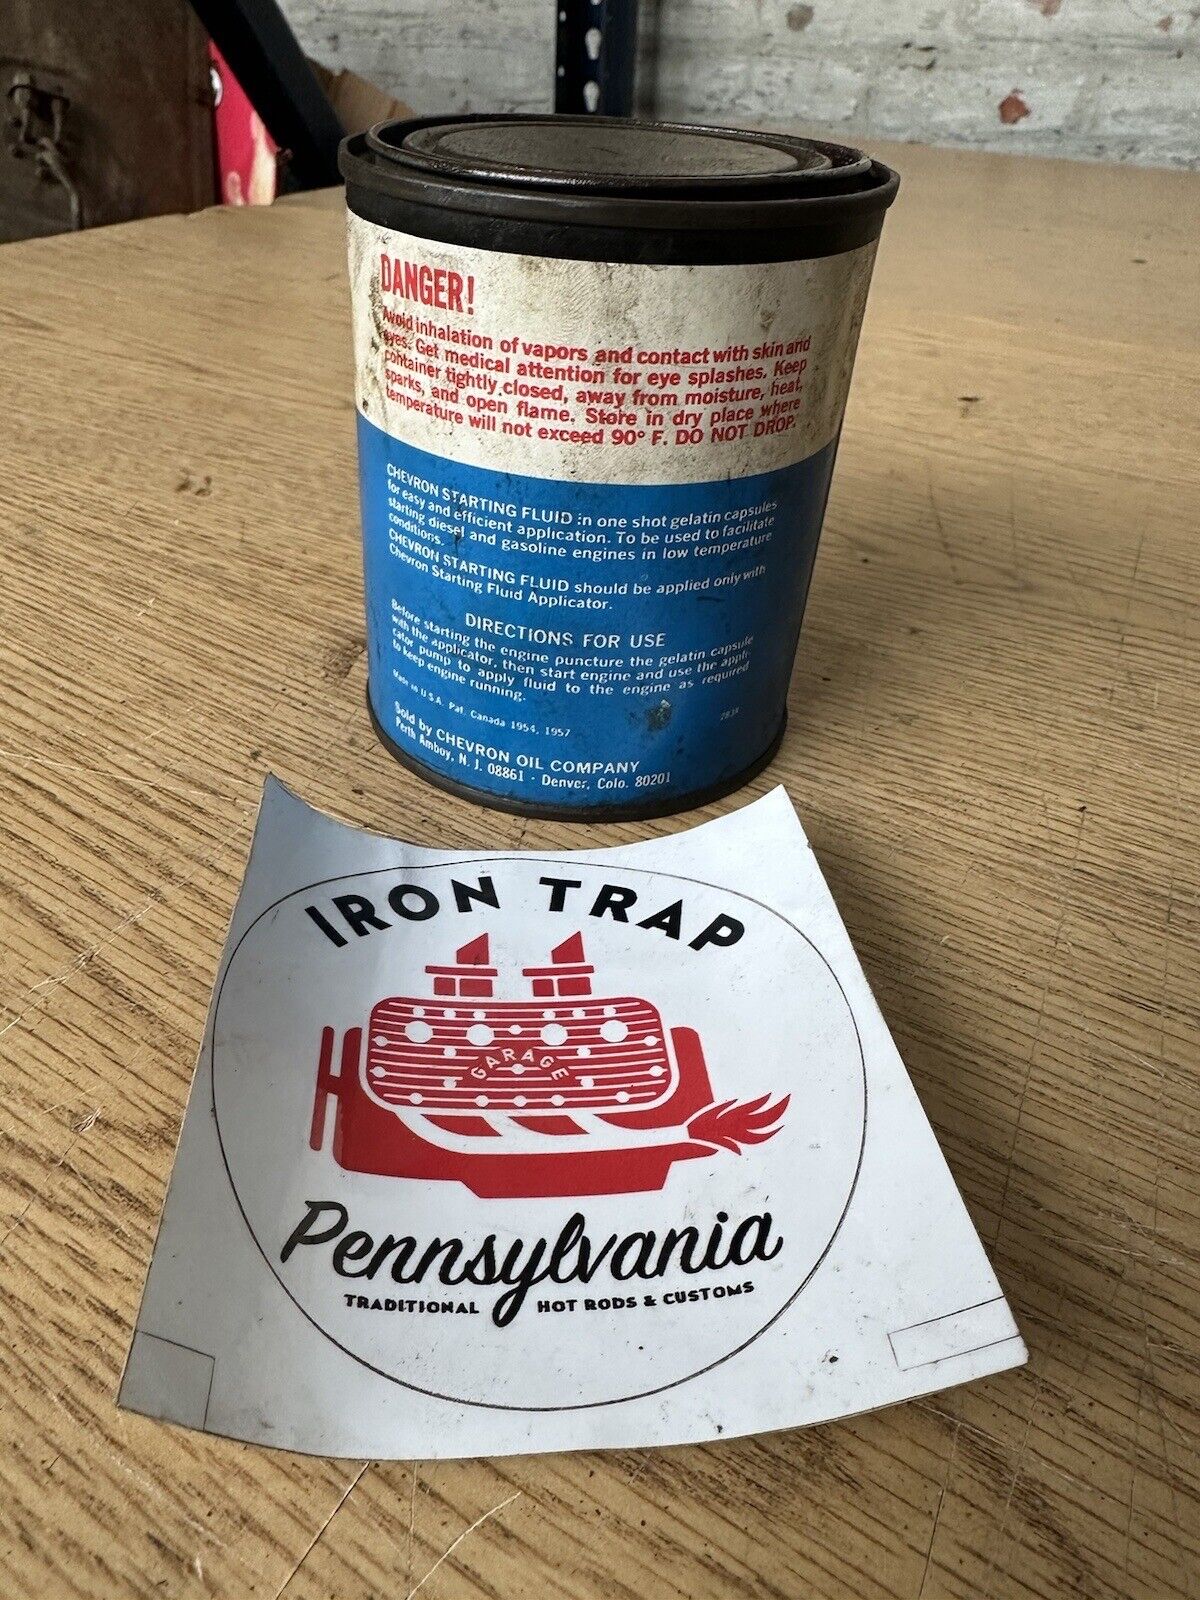 DANGER!
Avoid inhalation of vapors and contact with skin and
eyes. Get medical attention for eye splashes. Keep
container tightly closed, away from moisture, heat,
sparks, and open flame. Store in dry place where
temperature will not exceed 90° F. DO NOT DROP.
CHEVRON STARTING FLUID in one shot gelatin capsules
for easy and efficient application. To be used to facilitate
starting diesel and gasoline engines in low temperature
conditions.
CHEVRON STARTING FLUID should be applied only with
Chevron Starting Fluid Applicator.
DIRECTIONS FOR USE
Before starting the engine puncture the gelatin capsule
with the applicator, then start engine and use the appli-
cator pump to apply fluid to the engine as required
to keep engine running.
Made in U.S.A. Pat. Canada 1954, 1957
Sold by CHEVRON OIL COMPANY
Perth Amboy, N. J. 08861 - Denver, Colo. 80201
IRON TRAP
GARAGE
Pennsylvania
TRADITIONAL HOT RODS & CUSTOMS